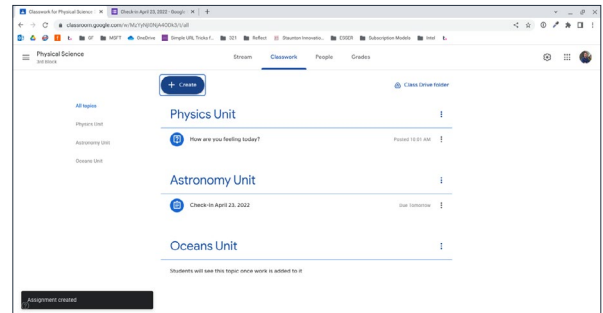 Classwork for Physical Science
Check-in April 23, 2022 - Google
classroom.google.com
GF
MSFT
OneDrive
Simple URL Tricks f...
321
Reflect
Staunton Innovatio...
ESSER
Subscription Models
Intel
Physical Science
3rd Block
Stream
Classwork
People
Grades
+ Create
Class Drive folder
All topics
Physics Unit
Astronomy Unit
Oceans Unit
Physics Unit
How are you feeling today?
Posted 10:01 AM
Astronomy Unit
Check-In April 23, 2022
Due Tomorrow
Oceans Unit
Students will see this topic once work is added to it
Assignment created